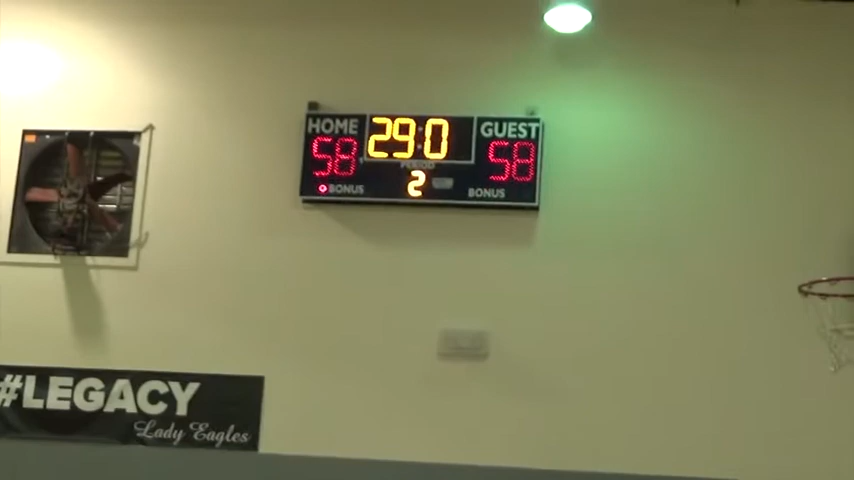 HOME 29.0 GUEST
58 PERIOD 58
BONUS 2 BONUS
#LEGACY
Lady Eagles